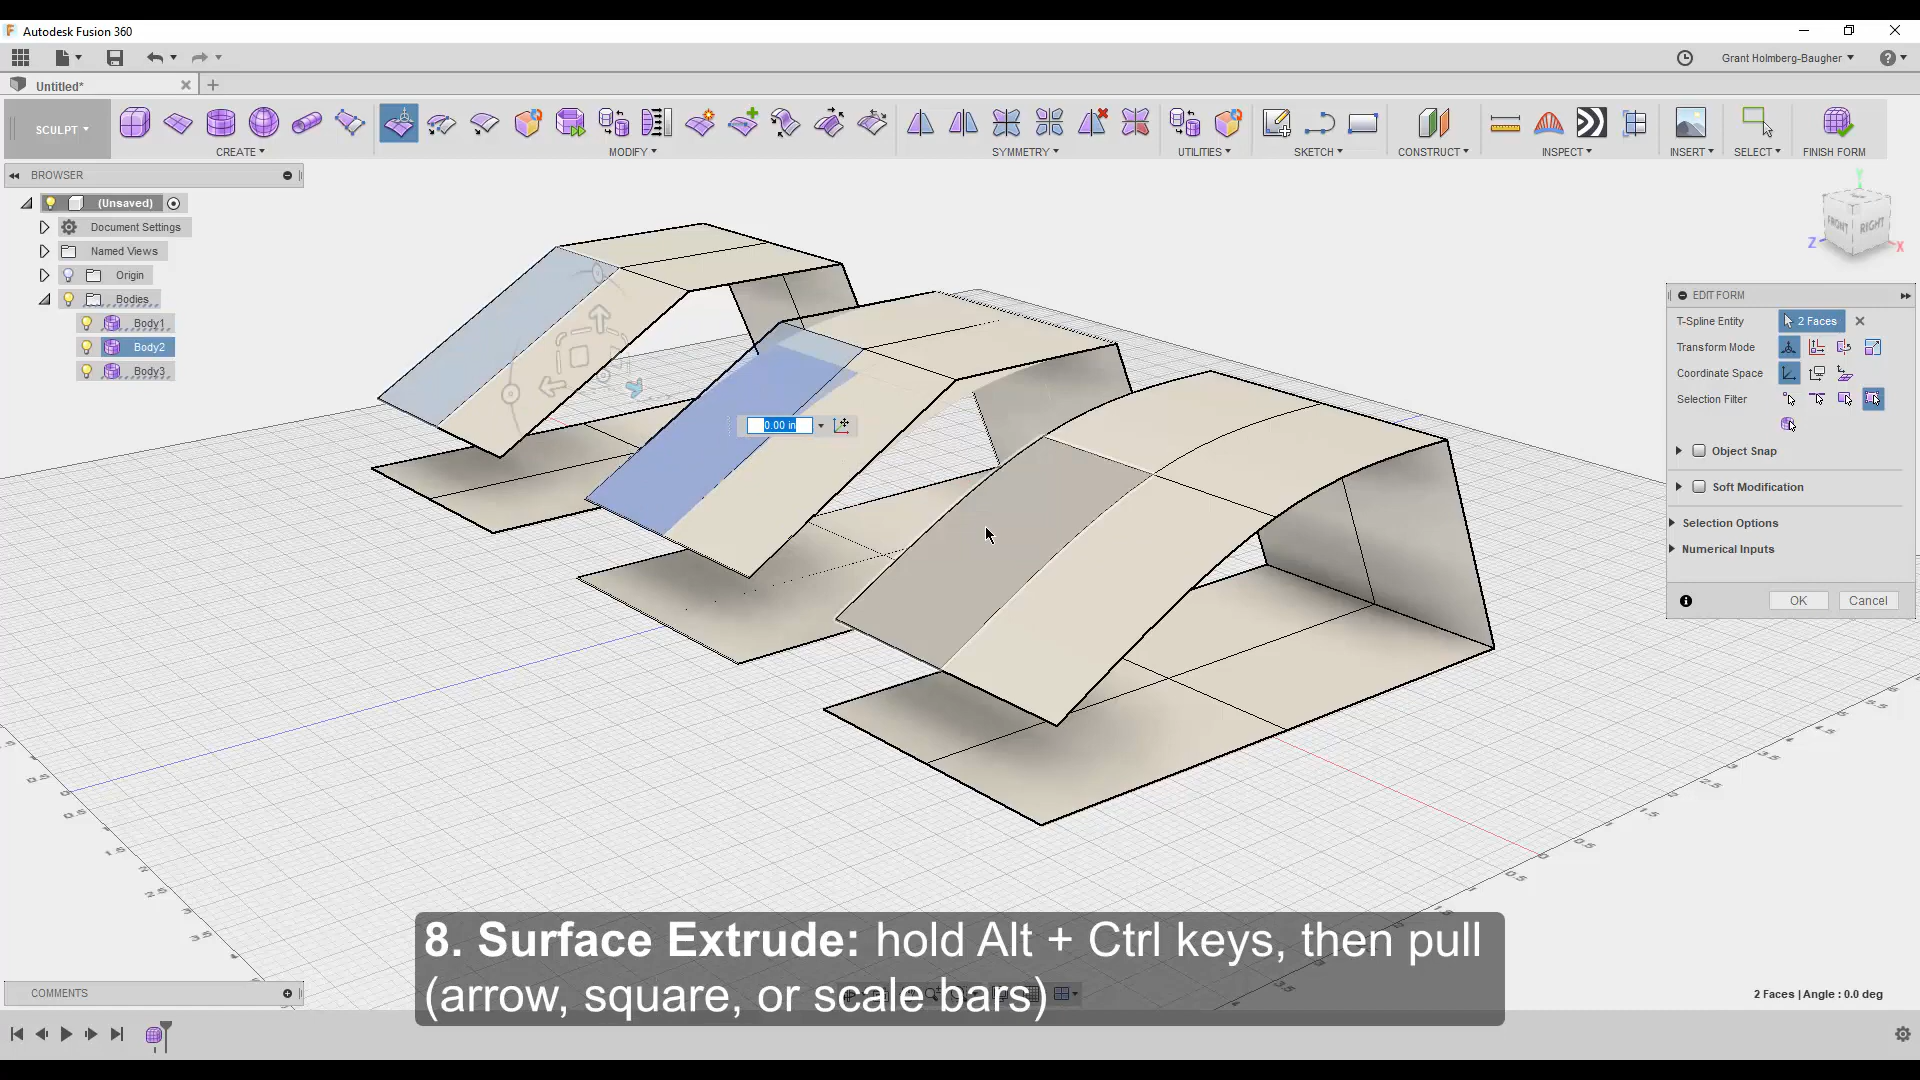 Autodesk Fusion 360
Grant Holmberg-Baugher
Untitled*
SCULPT
CREATE
MODIFY
SYMMETRY
UTILITIES
SKETCH
CONSTRUCT
INSPECT
INSERT
SELECT
FINISH FORM
BROWSER
(Unsaved)
Document Settings
Named Views
Origin
Bodies
Body1
Body2
Body3
Y
FRONT
RIGHT
Z
X
EDIT FORM
T-Spline Entity
2 Faces
Transform Mode
Coordinate Space
Selection Filter
Object Snap
Soft Modification
Selection Options
Numerical Inputs
OK
Cancel
0.00 in
8. Surface Extrude: hold Alt + Ctrl keys, then pull
(arrow, square, or scale bars)
COMMENTS
2 Faces | Angle : 0.0 deg